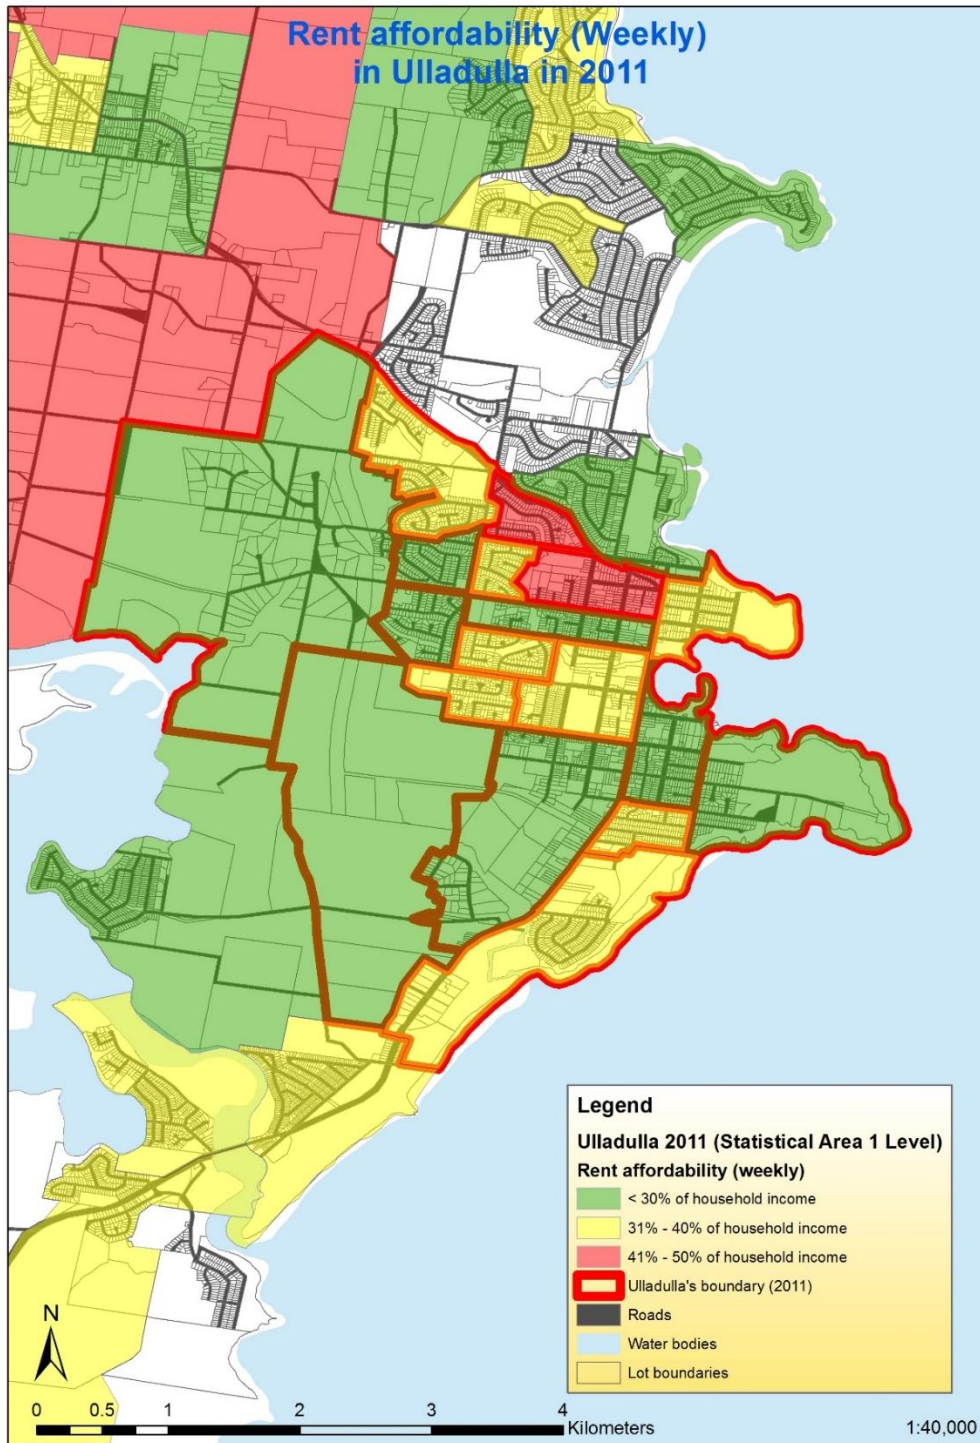 Rent affordability (Weekly)
in Ulladulla in 2011
Legend
Ulladulla 2011 (Statistical Area 1 Level)
Rent affordability (weekly)
< 30% of household income
31% - 40% of household income
41% - 50% of household income
Ulladulla's boundary (2011)
Roads
Water bodies
Lot boundaries
N
0 0.5 1 2 3 4
Kilometers
1:40,000